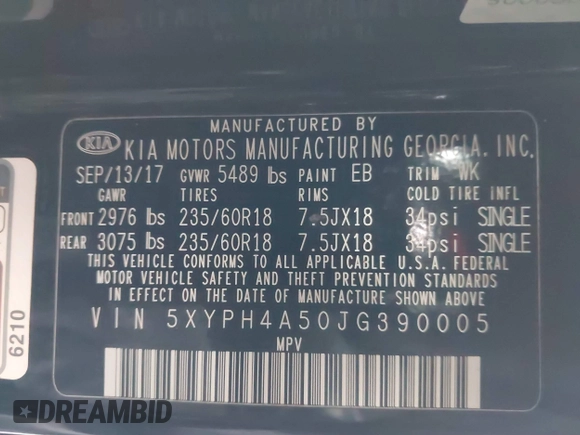 MANUFACTURED BY
KIA KIA MOTORS MANUFACTURING GEORGIA, INC.
SEP/13/17 GVWR 5489 lbs PAINT EB TRIM WK
GAWR TIRES RIMS COLD TIRE INFL
FRONT 2976 lbs 235/60R18 7.5JX18 34psi SINGLE
REAR 3075 lbs 235/60R18 7.5JX18 34psi SINGLE
THIS VEHICLE CONFORMS TO ALL APPLICABLE U.S.A. FEDERAL
MOTOR VEHICLE SAFETY AND THEFT PREVENTION STANDARDS
IN EFFECT ON THE DATE OF MANUFACTURE SHOWN ABOVE.
VIN 5XYPH4A50JG390005
MPV
6210
DREAMBID